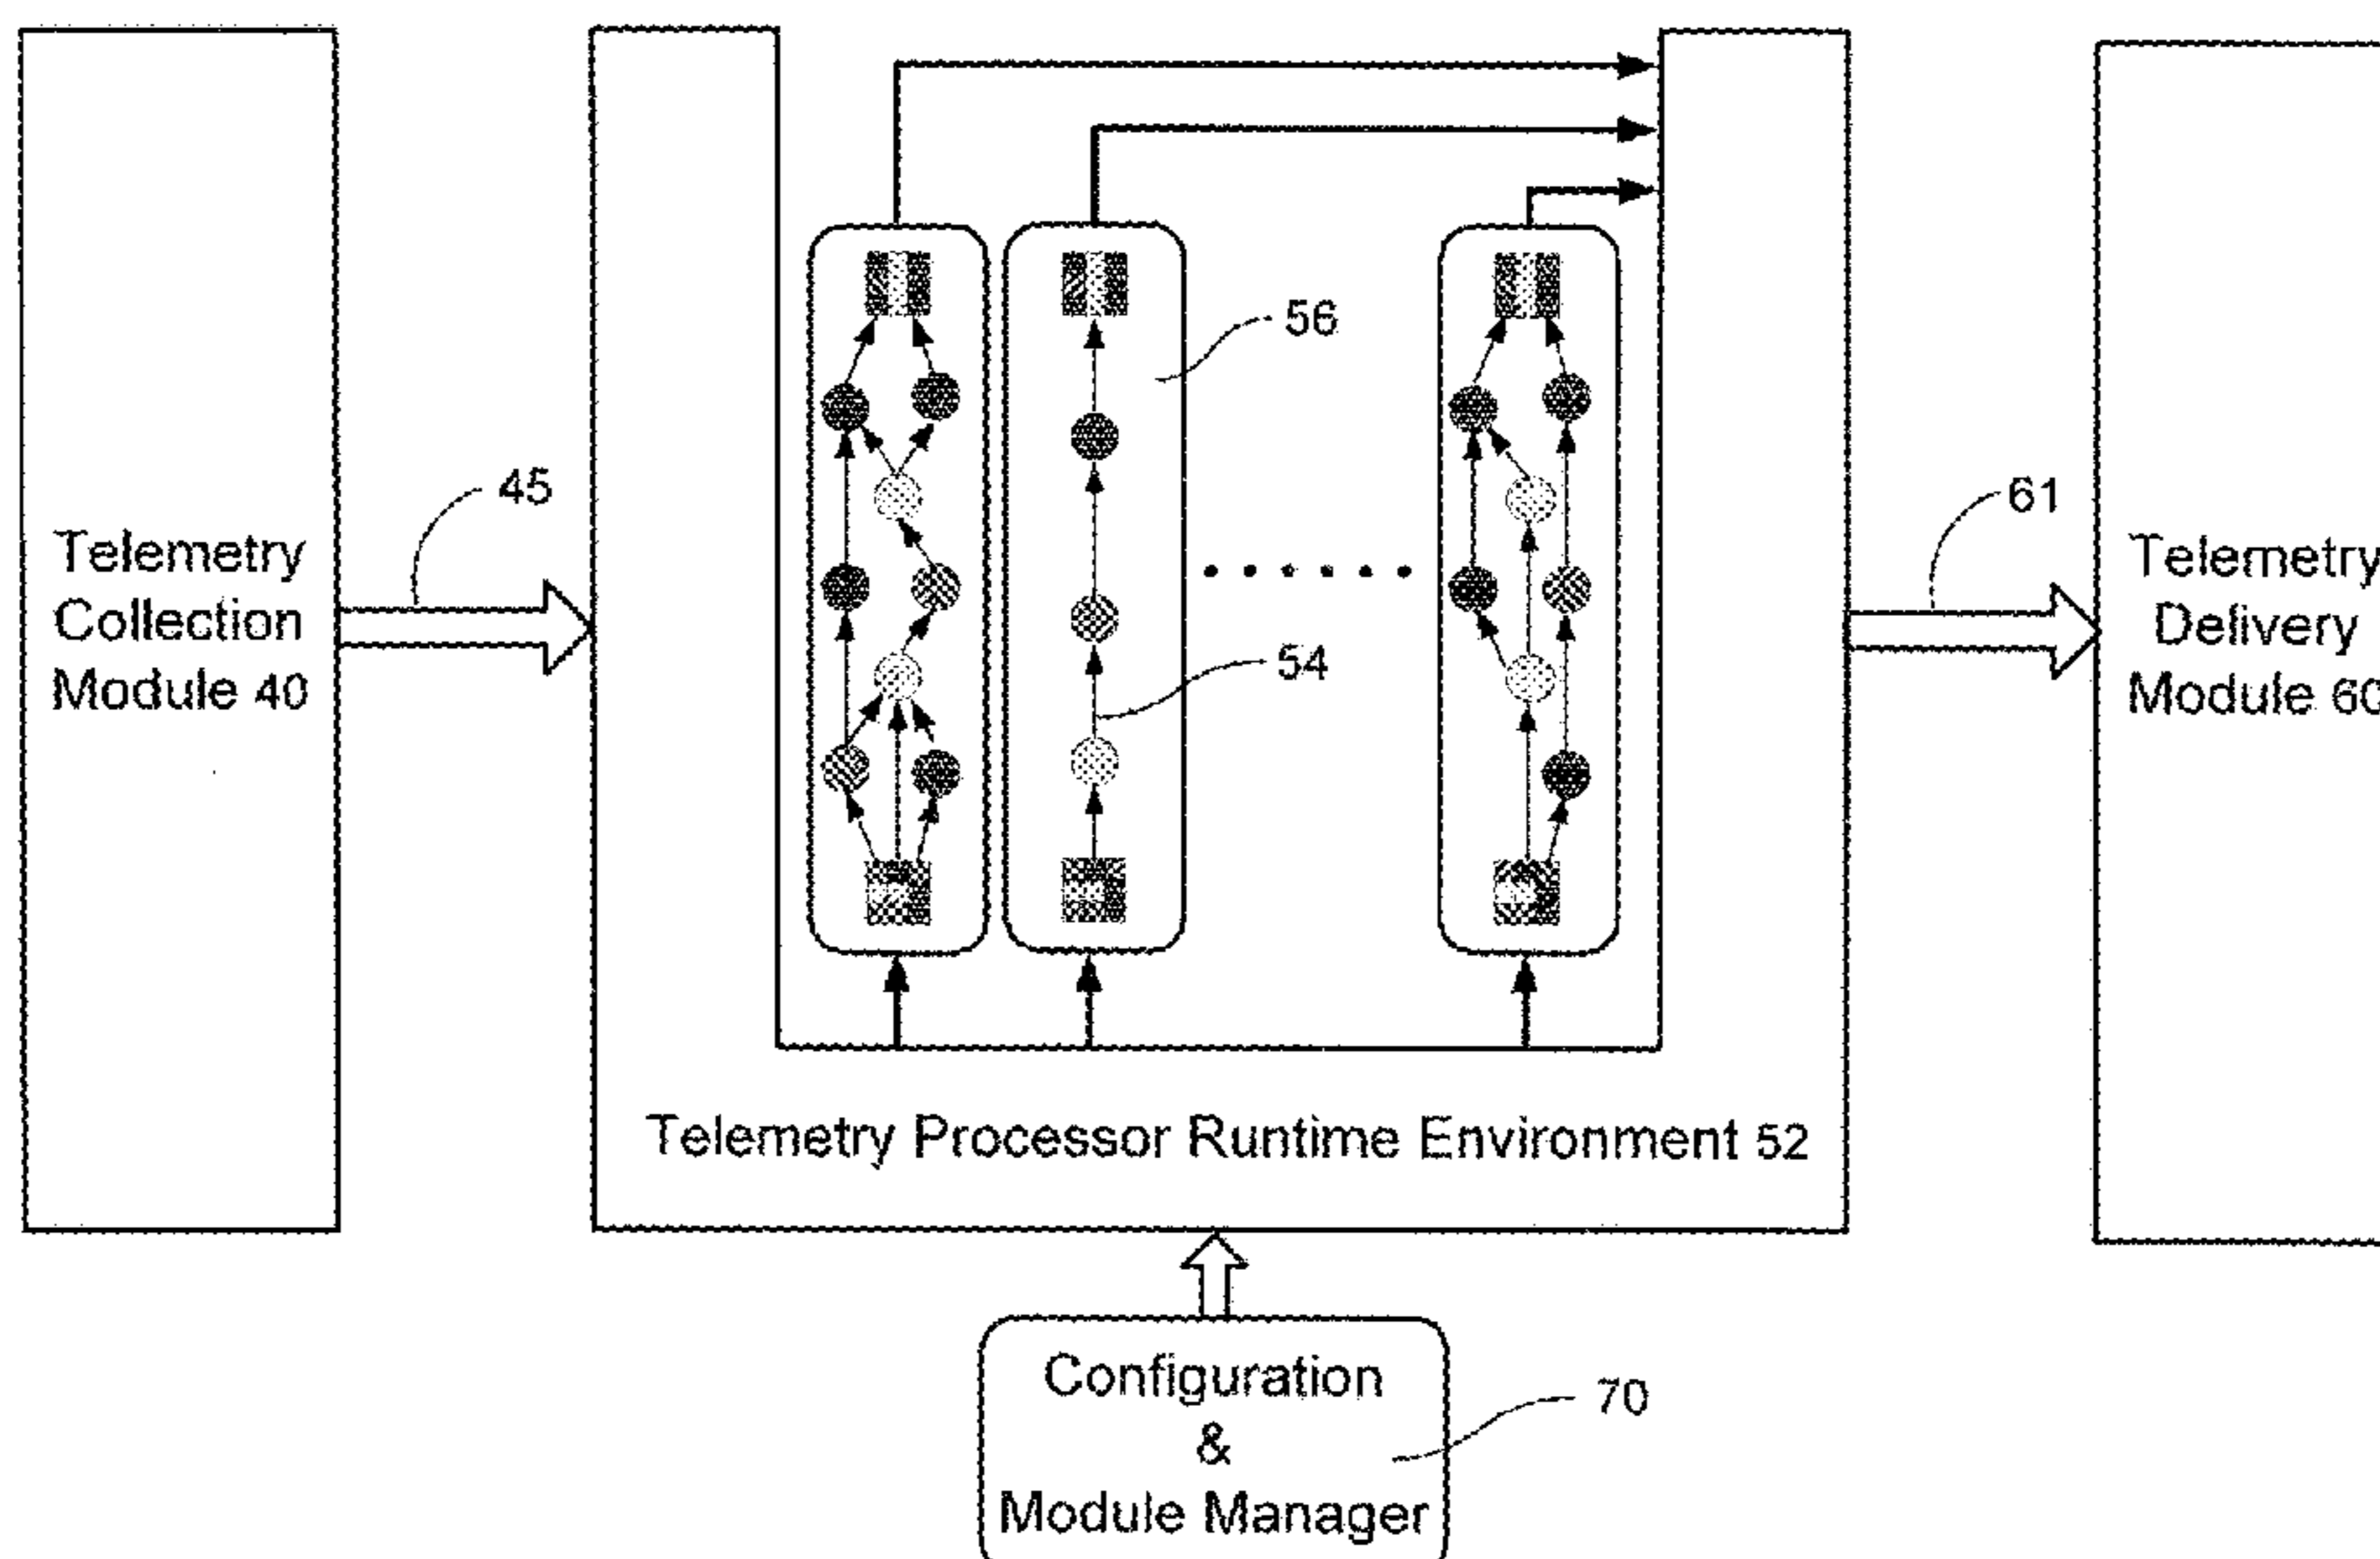 56
45
61
Telemetry
Collection
Module 40
54
Telemetry
Delivery
Module 60
Telemetry Processor Runtime Environment 52
Configuration
&
Module Manager
70